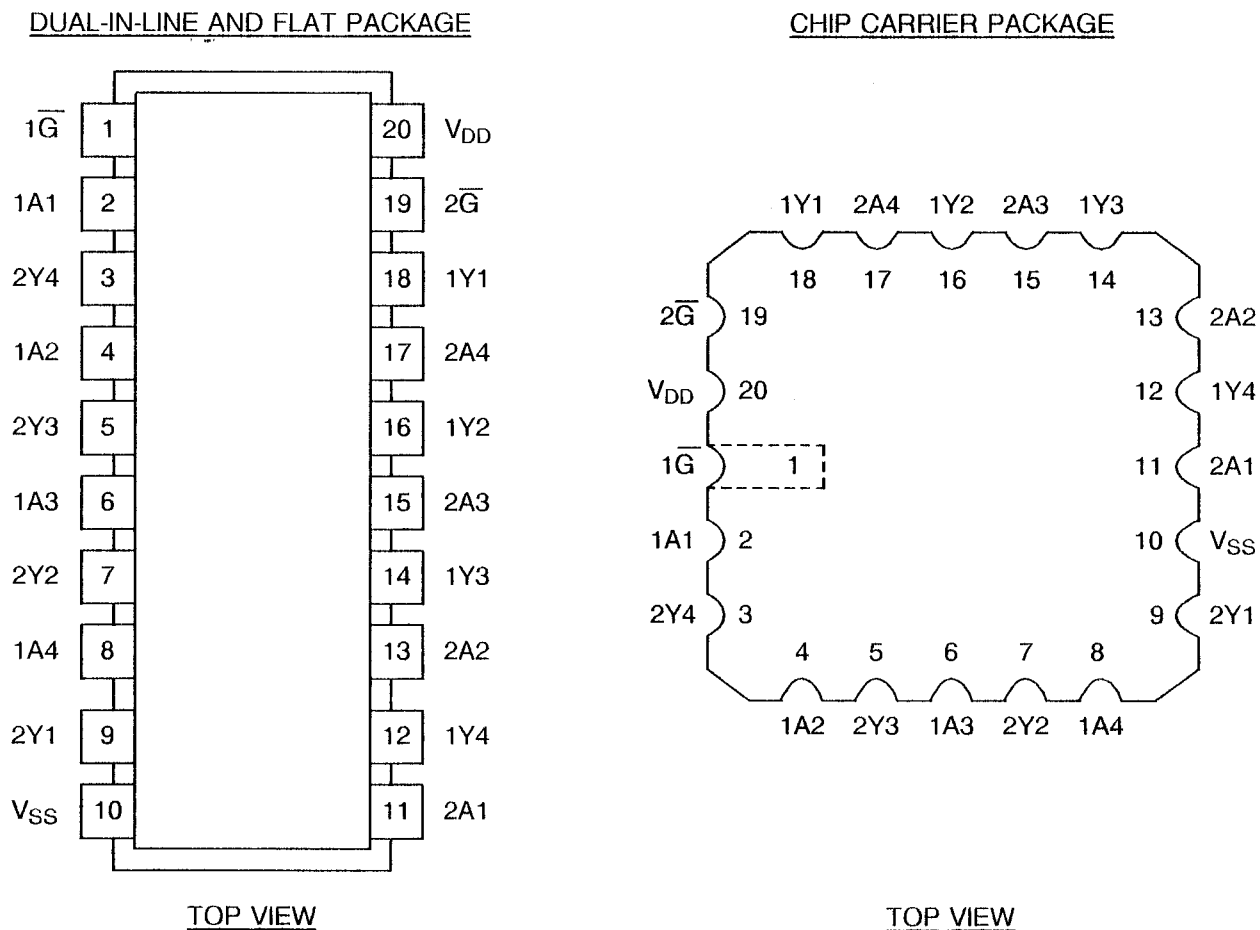 DUAL-IN-LINE AND FLAT PACKAGE
1G̅ 1 20 VDD
1A1 2 19 2G̅
2Y4 3 18 1Y1
1A2 4 17 2A4
2Y3 5 16 1Y2
1A3 6 15 2A3
2Y2 7 14 1Y3
1A4 8 13 2A2
2Y1 9 12 1Y4
VSS 10 11 2A1
TOP VIEW
CHIP CARRIER PACKAGE
1Y1 2A4 1Y2 2A3 1Y3
18 17 16 15 14
2G̅ 19 13 2A2
VDD 20 12 1Y4
1G̅ 1 11 2A1
1A1 2 10 VSS
2Y4 3 9 2Y1
4 5 6 7 8
1A2 2Y3 1A3 2Y2 1A4
TOP VIEW